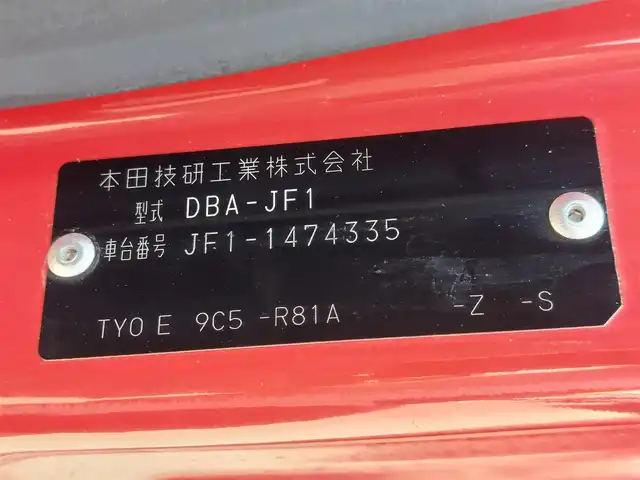 本田技研工業株式会社
型式 DBA-JF1
車台番号 JF1-1474335
TYO E 9C5 -R81A -Z -S